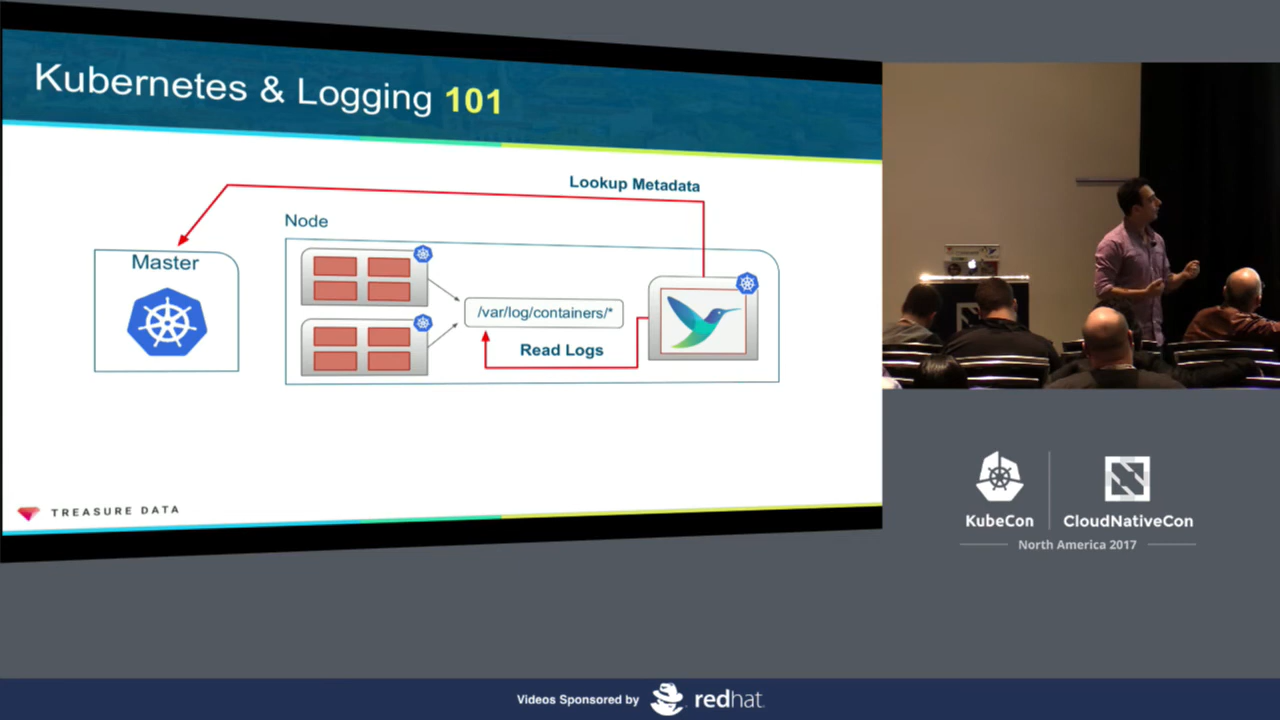 Kubernetes & Logging 101
Lookup Metadata
Node
Master
/var/log/containers/*
Read Logs
TREASURE DATA
KubeCon
CloudNativeCon
North America 2017
Videos Sponsored by
redhat.